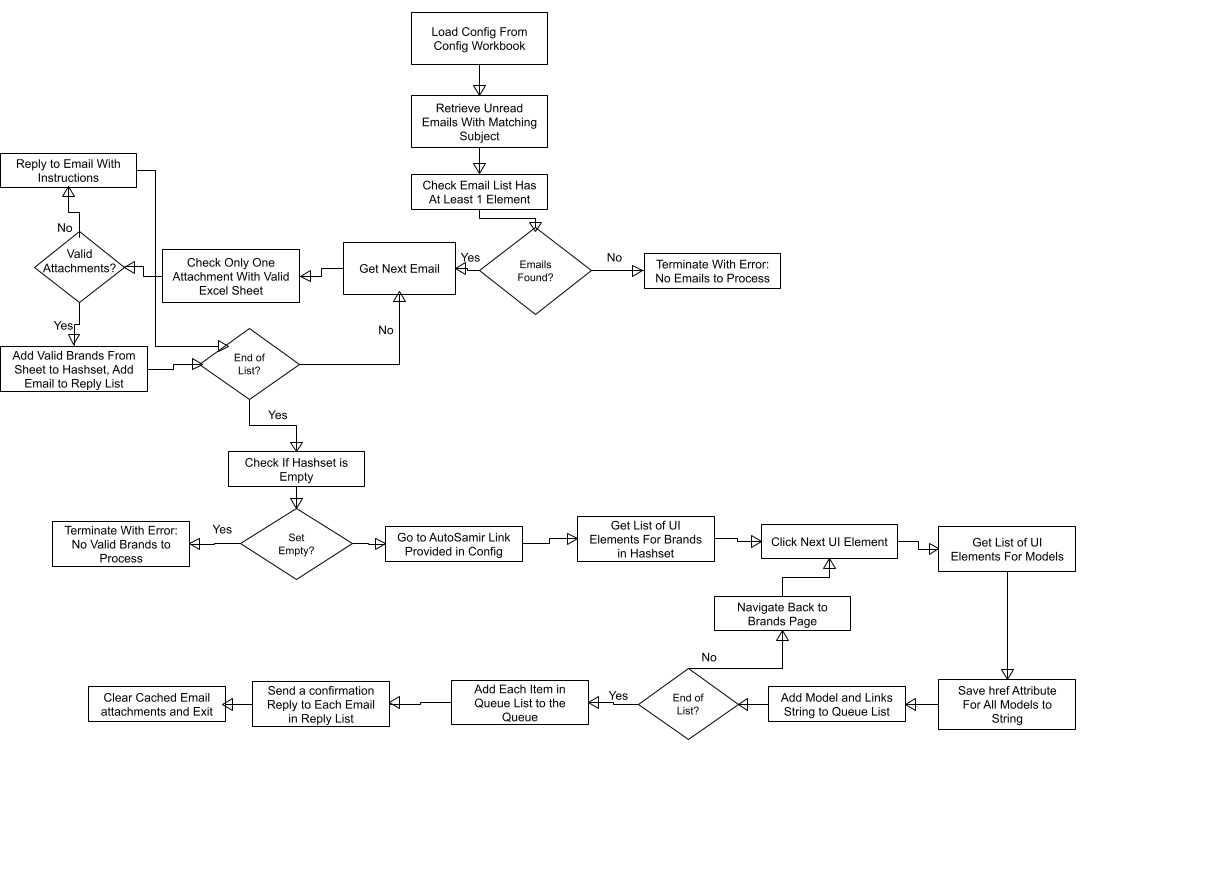 Load Config From
Config Workbook
Retrieve Unread
Emails With Matching
Subject
Check Email List Has
At Least 1 Element
Emails
Found?
No
Terminate With Error:
No Emails to Process
Yes
Get Next Email
Check Only One
Attachment With Valid
Excel Sheet
Valid
Attachments?
No
Reply to Email With
Instructions
Yes
Add Valid Brands From
Sheet to Hashset, Add
Email to Reply List
End of
List?
No
Yes
Check If Hashset is
Empty
Set
Empty?
Yes
Terminate With Error:
No Valid Brands to
Process
Go to AutoSamir Link
Provided in Config
Get List of UI
Elements For Brands
in Hashset
Click Next UI Element
Get List of UI
Elements For Models
Save href Attribute
For All Models to
String
Add Model and Links
String to Queue List
End of
List?
No
Navigate Back to
Brands Page
Yes
Add Each Item in
Queue List to the
Queue
Send a confirmation
Reply to Each Email
in Reply List
Clear Cached Email
attachments and Exit